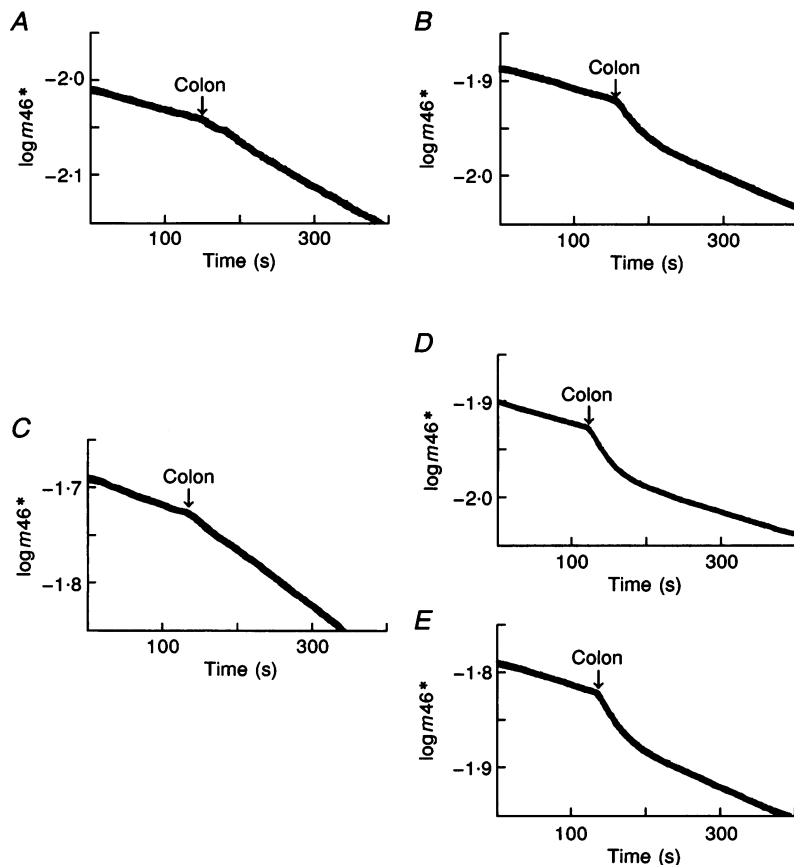 A
log m46*
−2·0
−2·1
Colon
100
300
Time (s)
B
log m46*
−1·9
−2·0
Colon
100
300
Time (s)
C
log m46*
−1·7
−1·8
Colon
100
300
Time (s)
D
log m46*
−1·9
−2·0
Colon
100
300
Time (s)
E
log m46*
−1·8
−1·9
Colon
100
300
Time (s)